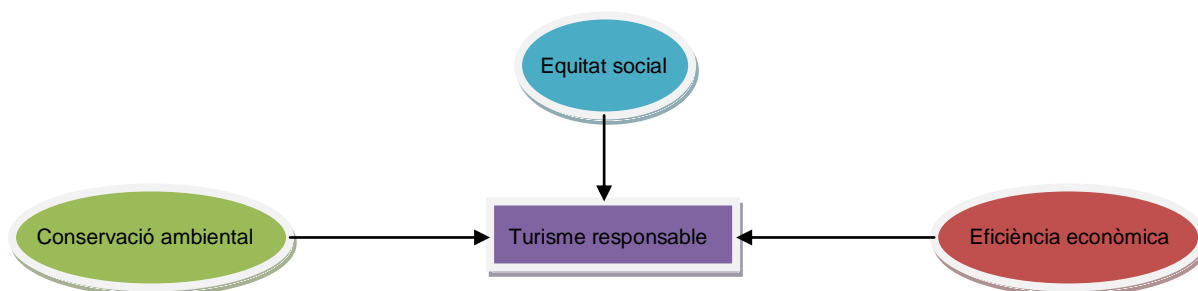 Equitat social
Conservació ambiental
Turisme responsable
Eficiència econòmica